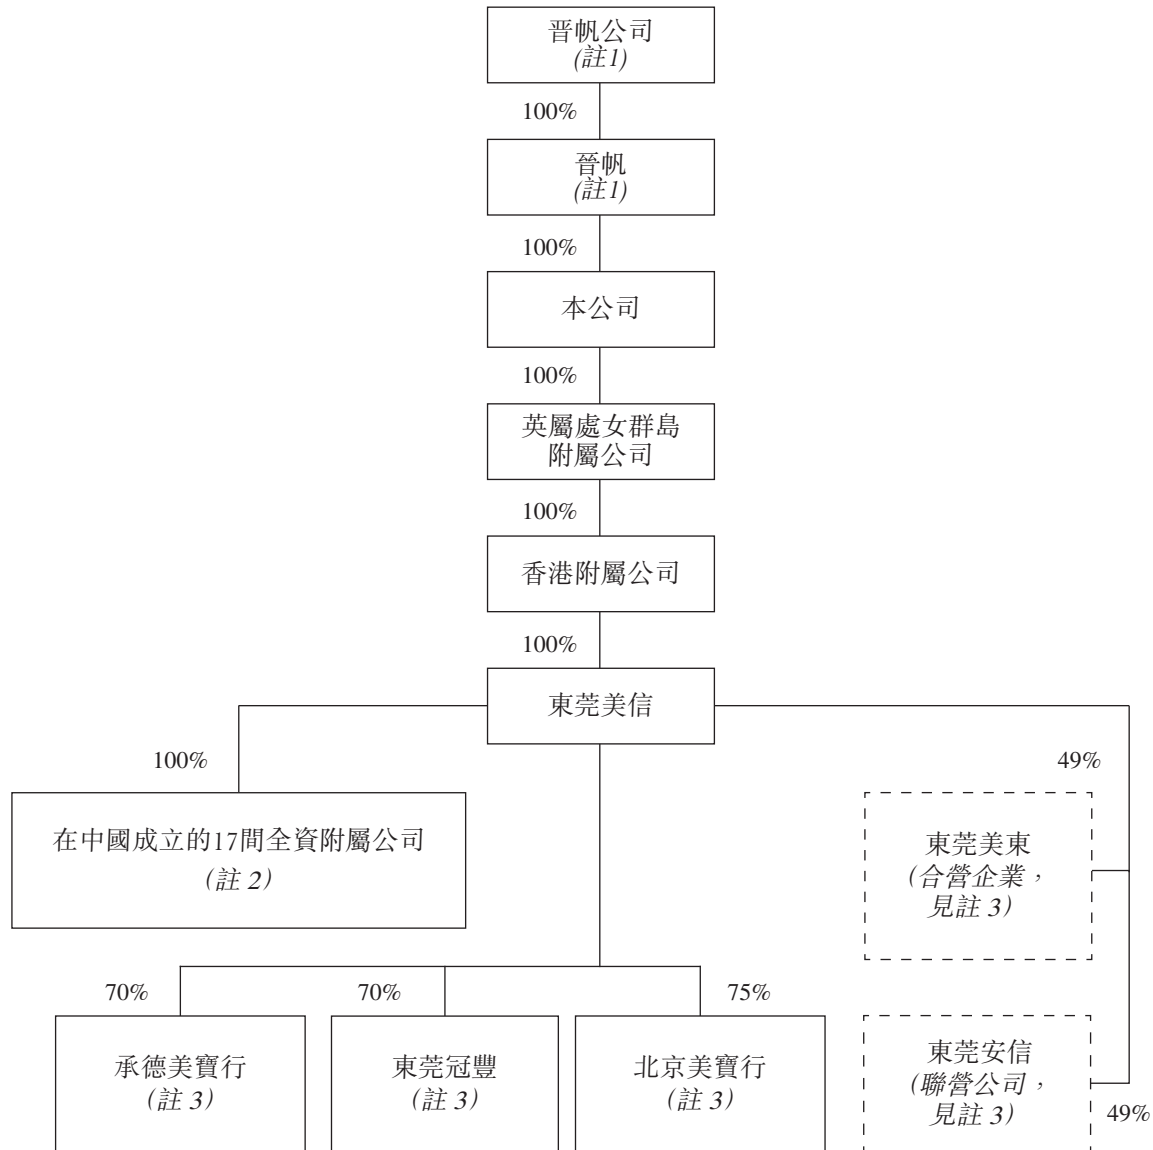 晋帆公司
(註1)
100%
晉帆
(註1)
100%
本公司
100%
英屬處女群島
附屬公司
100%
香港附屬公司
100%
東莞美信
100%
49%
在中國成立的17間全資附屬公司
(註 2)
東莞美東
(合營企業，
見註 3)
70%
70%
75%
承德美寶行
(註 3)
東莞冠豐
(註 3)
北京美寶行
(註 3)
東莞安信
(聯營公司，
見註 3)
49%